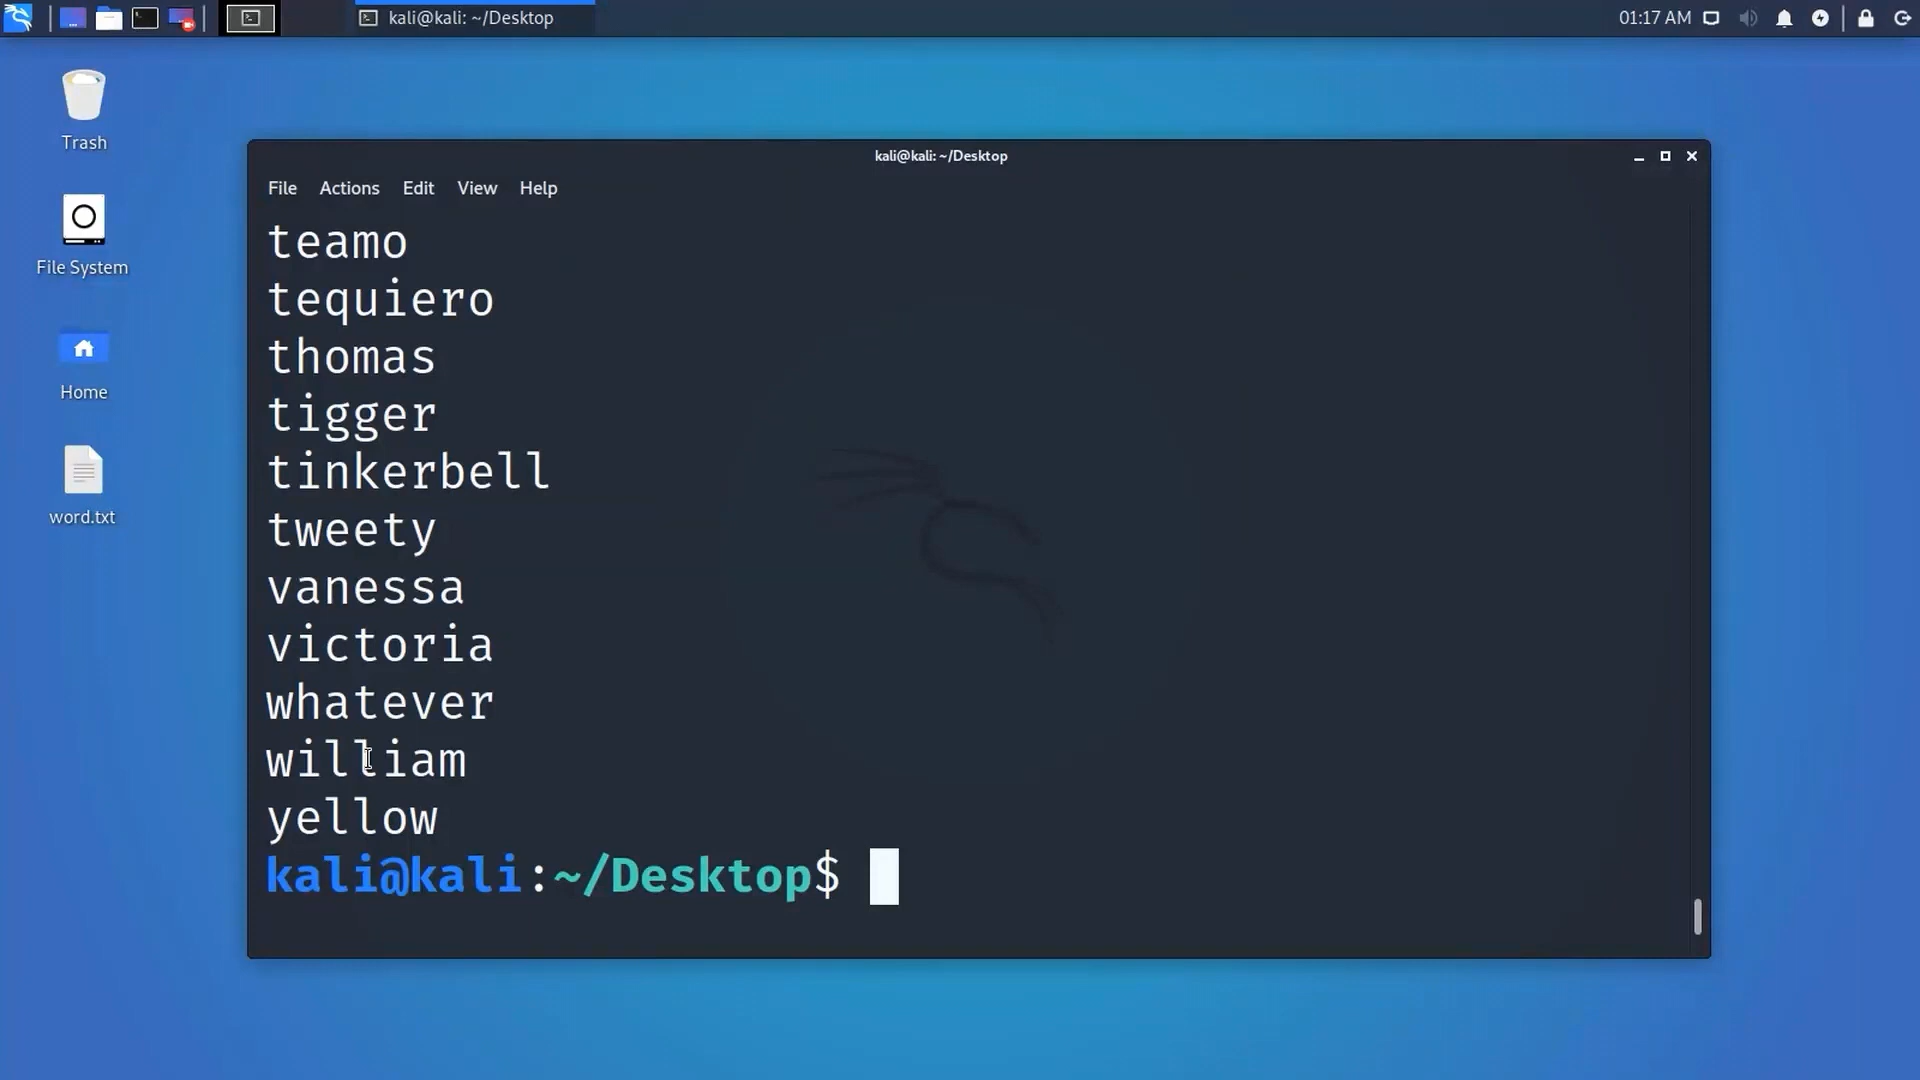 kali@kali: ~/Desktop
01:17 AM
Trash
File System
Home
word.txt
kali@kali: ~/Desktop
File Actions Edit View Help
teamo
tequiero
thomas
tigger
tinkerbell
tweety
vanessa
victoria
whatever
william
yellow
kali@kali:~/Desktop$